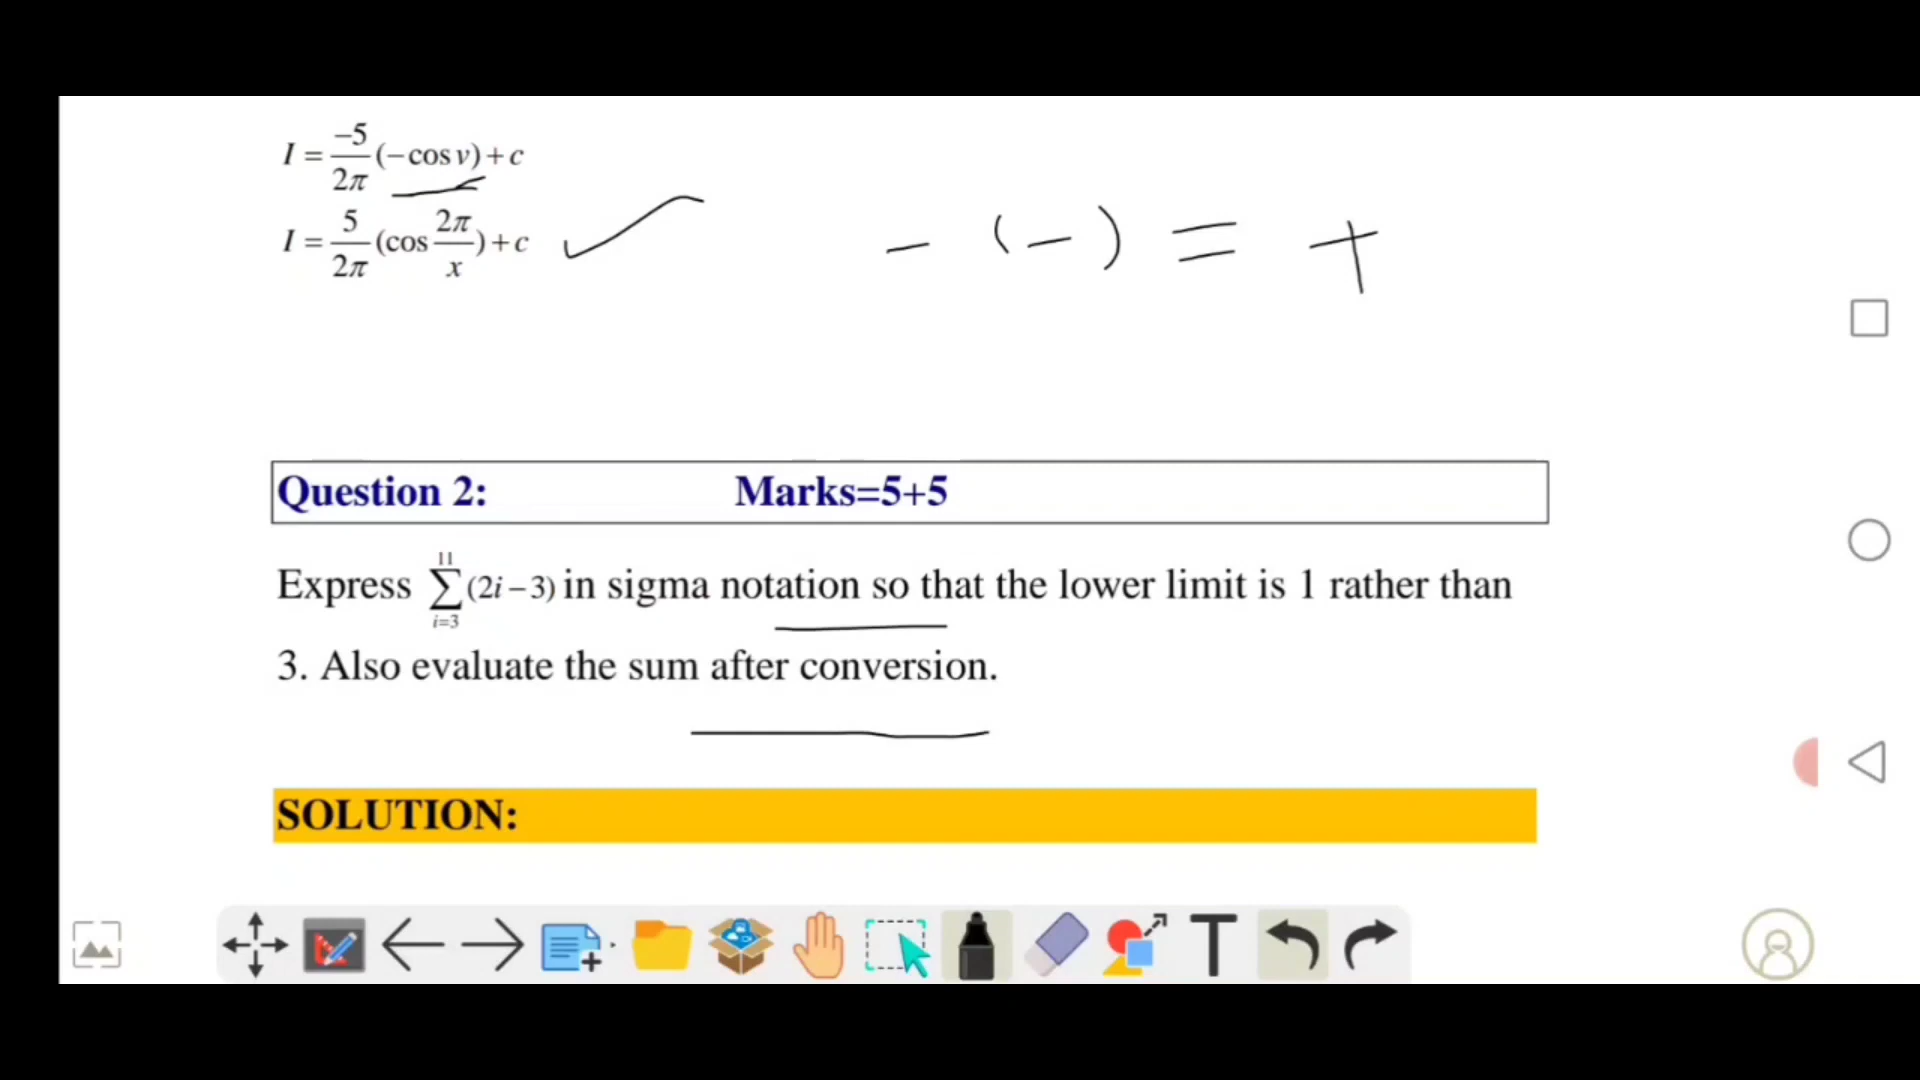 I = −5/2π (−cos v) + c
I = 5/2π (cos 2π/x) + c
− (−) = +
Question 2: Marks=5+5
Express ∑_{i=3}^{11} (2i − 3) in sigma notation so that the lower limit is 1 rather than
3. Also evaluate the sum after conversion.
SOLUTION: